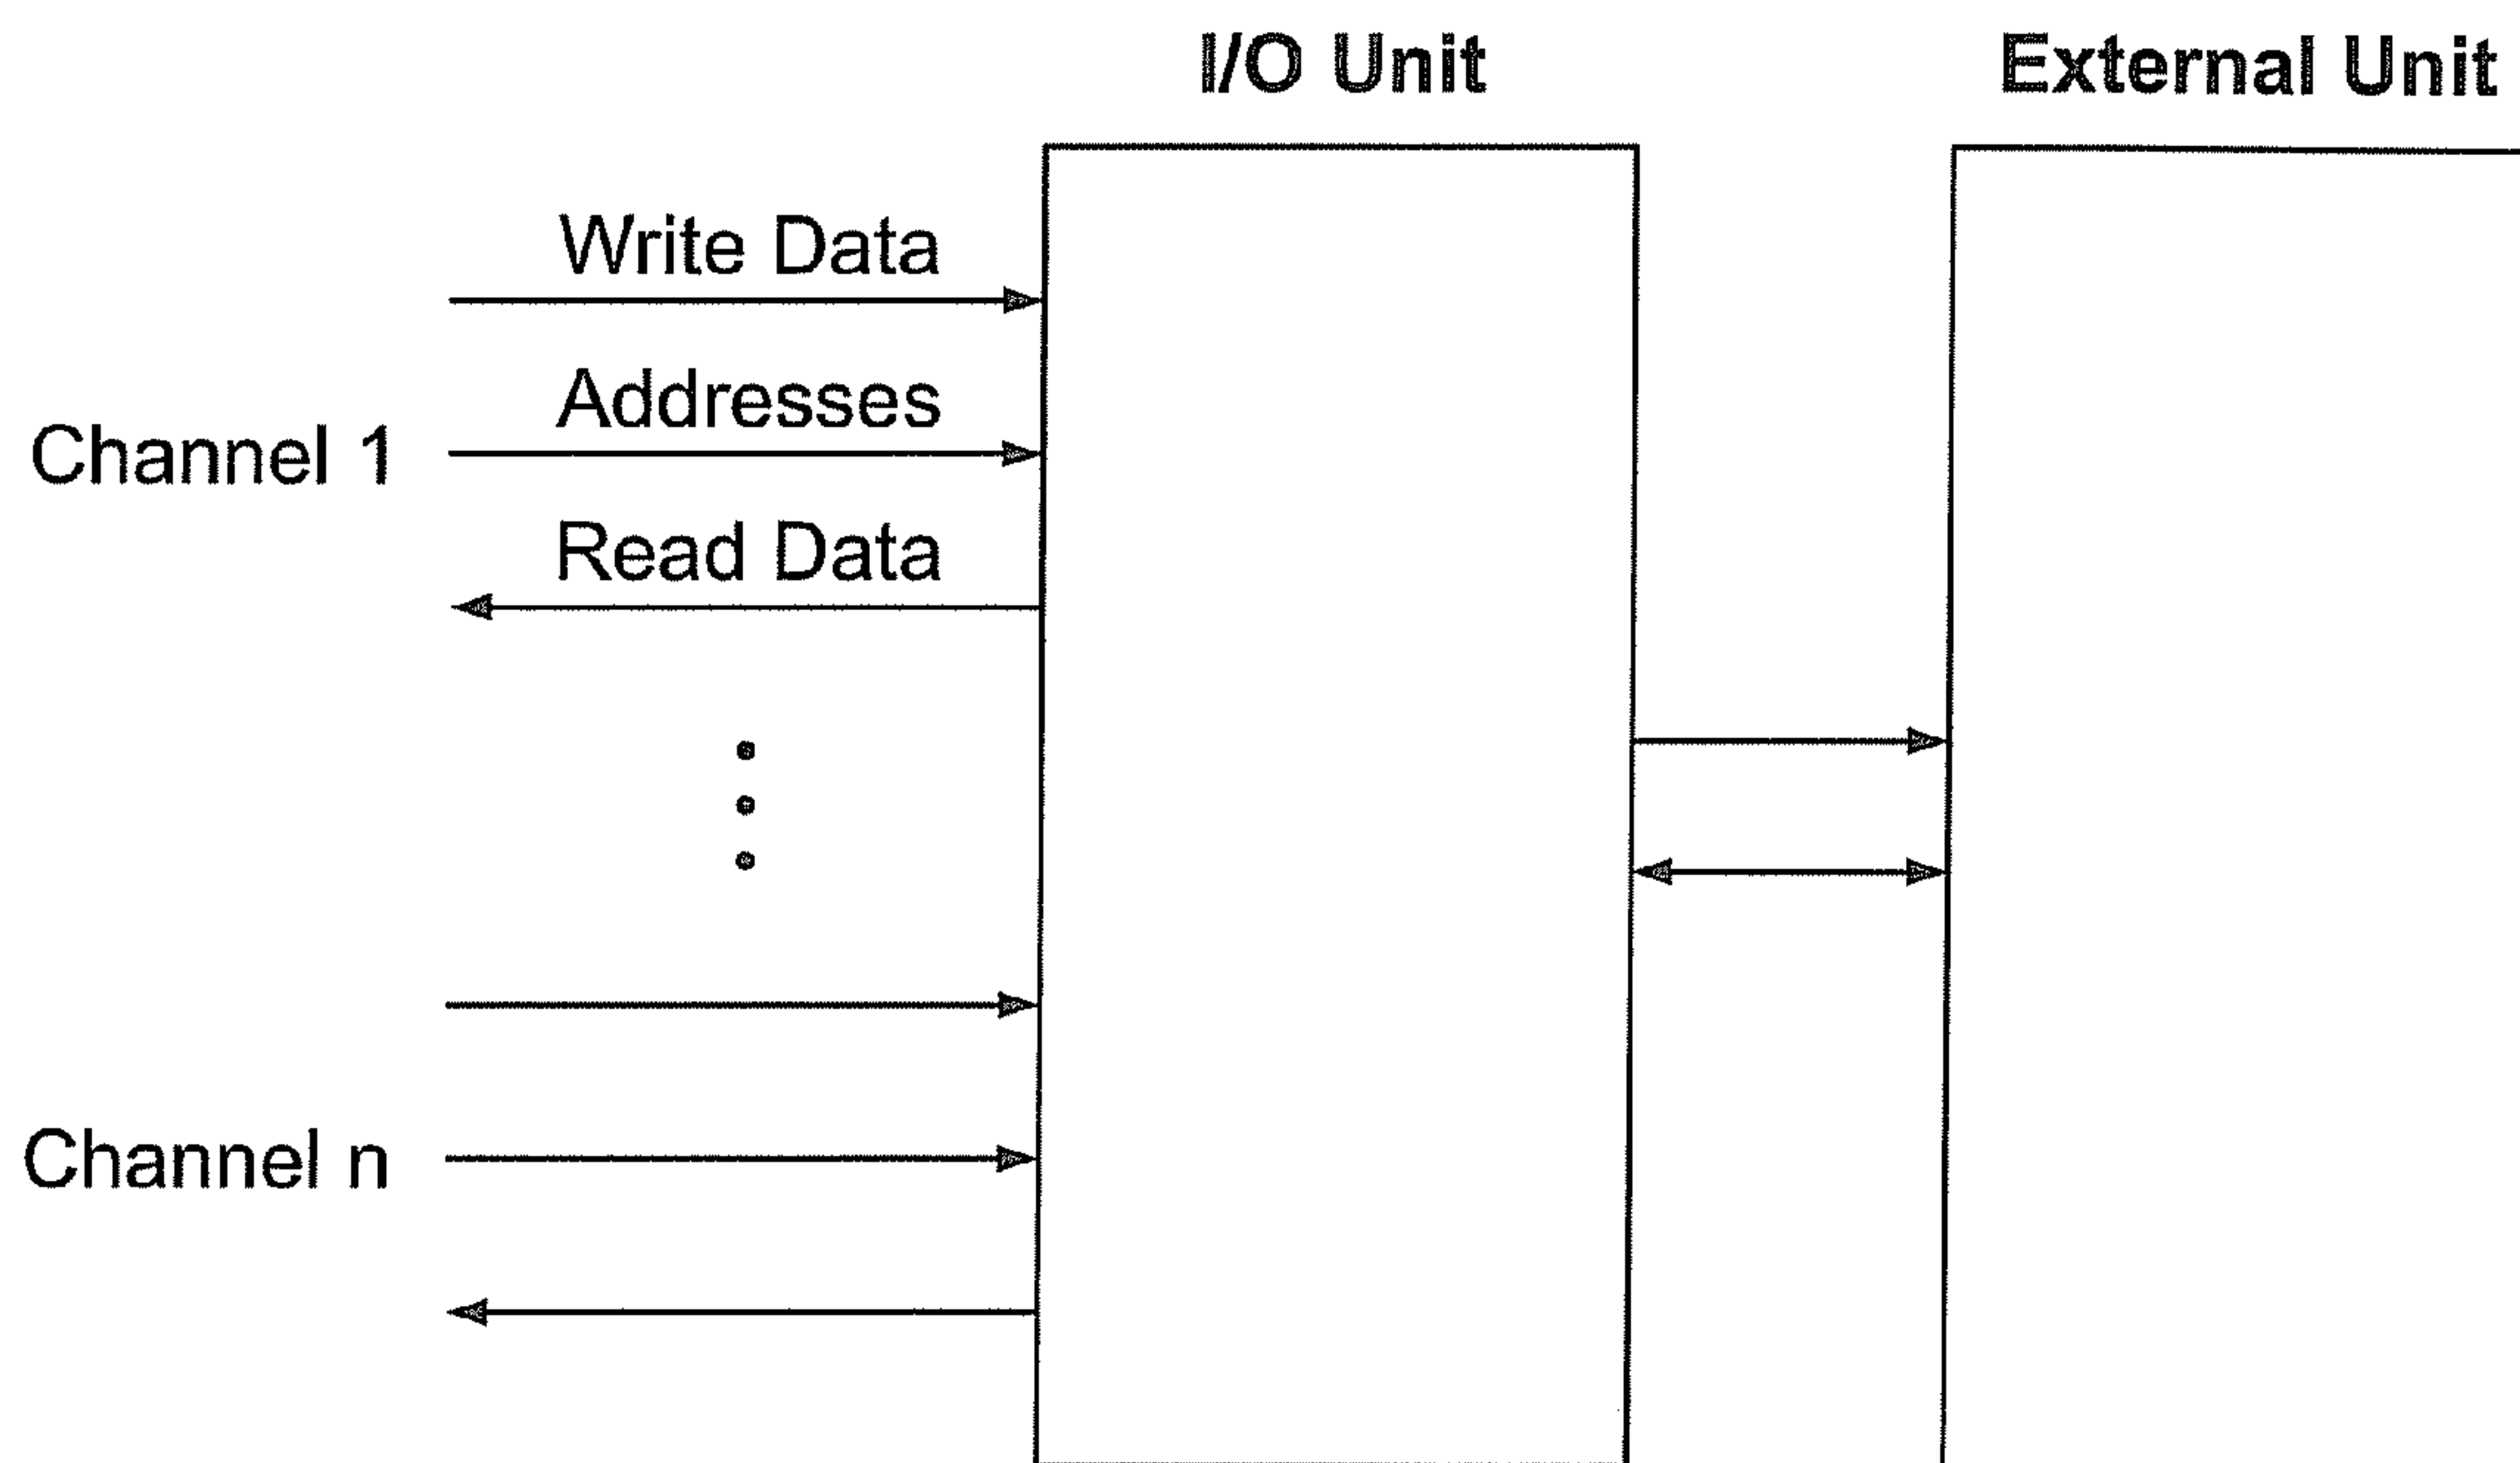 I/O Unit
External Unit
Write Data
Addresses
Channel 1
Read Data
Channel n